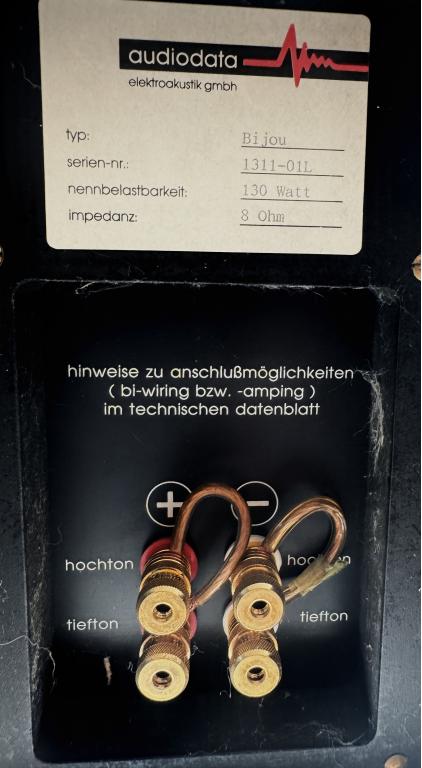 audiodata
elektroakustik gmbh
typ: Bijou
serien-nr.: 1311-01L
nennbelastbarkeit: 130 Watt
impedanz: 8 Ohm
hinweise zu anschlußmöglichkeiten
( bi-wiring bzw. -amping )
im technischen datenblatt
+ −
hochton hochton
tiefton tiefton